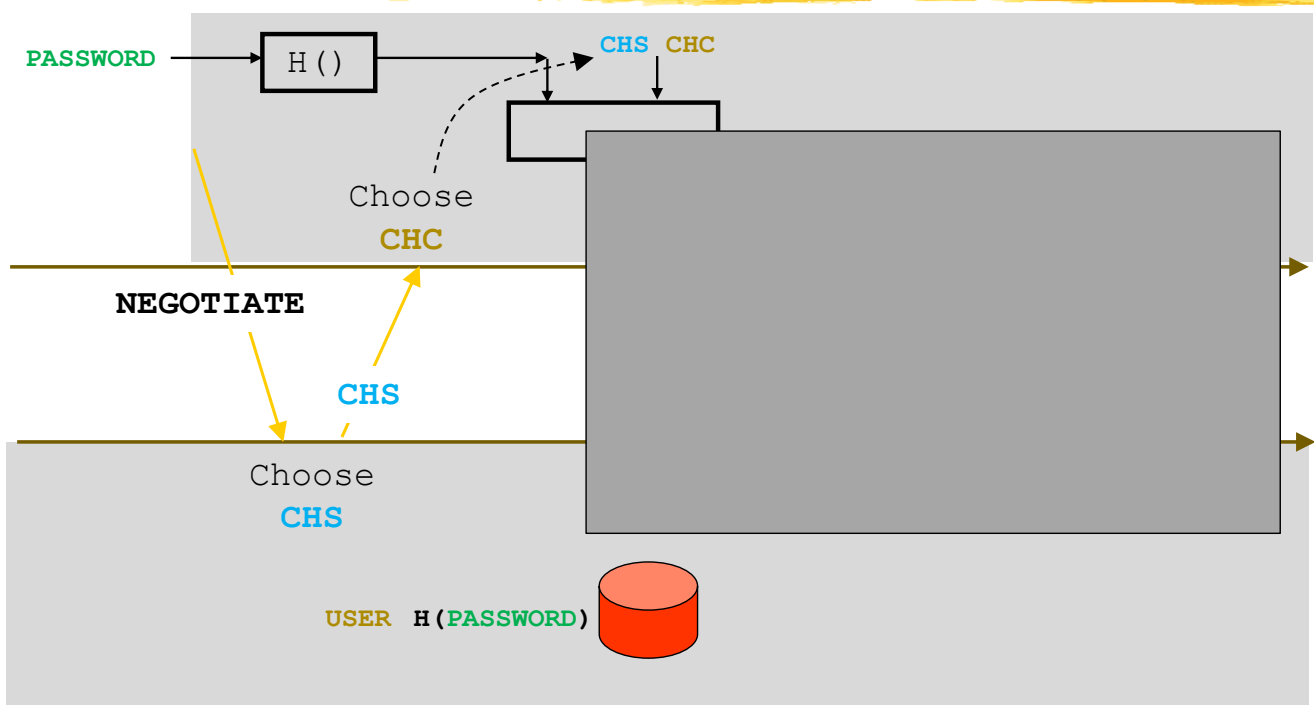 CHS CHC
PASSWORD
H()
Choose
CHC
NEGOTIATE
CHS
Choose
CHS
USER H(PASSWORD)